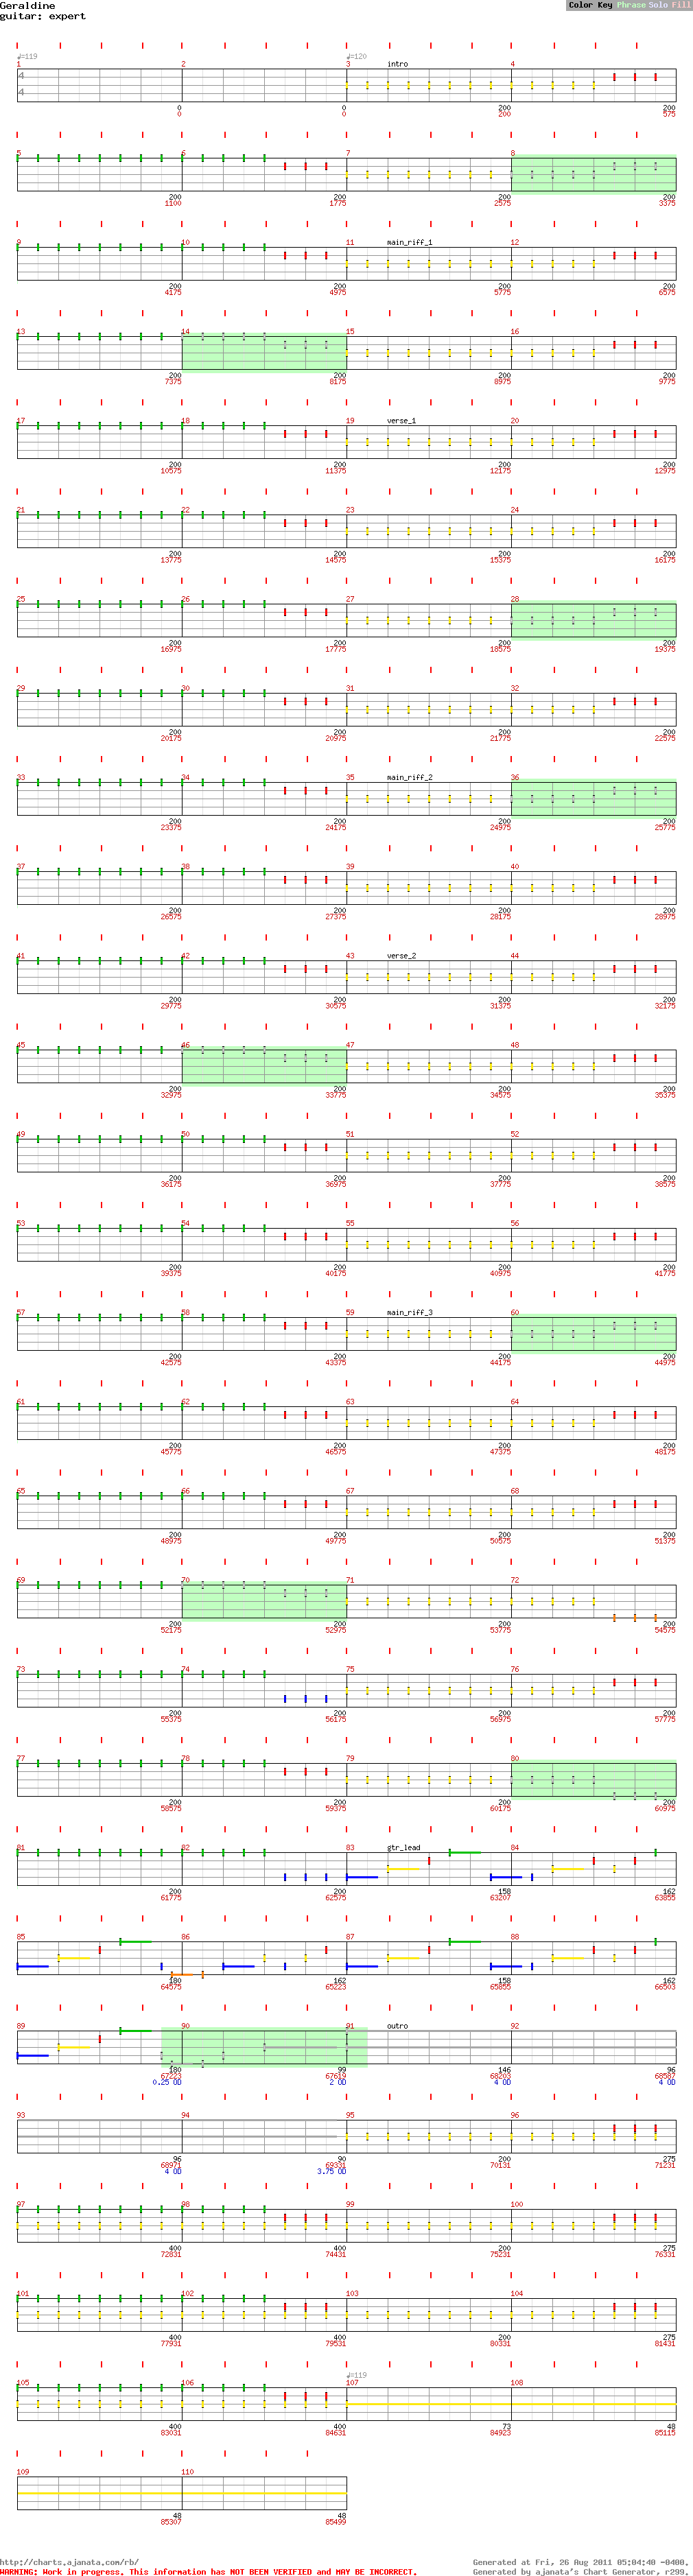 Geraldine
guitar: expert
Color Key Phrase Solo Fill
♩=119 ♩=120
1 2 3 intro 4
4
4
0 0 200 200
0 0 200 575
5 6 7 8
200 200 200 200
1100 1775 2575 3375
9 10 11 main_riff_1 12
200 200 200 200
4175 4975 5775 6575
13 14 15 16
200 200 200 200
7375 8175 8975 9775
17 18 19 verse_1 20
200 200 200 200
10575 11375 12175 12975
21 22 23 24
200 200 200 200
13775 14575 15375 16175
25 26 27 28
200 200 200 200
16975 17775 18575 19375
29 30 31 32
200 200 200 200
20175 20975 21775 22575
33 34 35 main_riff_2 36
200 200 200 200
23375 24175 24975 25775
37 38 39 40
200 200 200 200
26575 27375 28175 28975
41 42 43 verse_2 44
200 200 200 200
29775 30575 31375 32175
45 46 47 48
200 200 200 200
32975 33775 34575 35375
49 50 51 52
200 200 200 200
36175 36975 37775 38575
53 54 55 56
200 200 200 200
39375 40175 40975 41775
57 58 59 main_riff_3 60
200 200 200 200
42575 43375 44175 44975
61 62 63 64
200 200 200 200
45775 46575 47375 48175
65 66 67 68
200 200 200 200
48975 49775 50575 51375
69 70 71 72
200 200 200 200
52175 52975 53775 54575
73 74 75 76
200 200 200 200
55375 56175 56975 57775
77 78 79 80
200 200 200 200
58575 59375 60175 60975
81 82 83 gtr_lead 84
200 200 158 162
61775 62575 63207 63855
85 86 87 88
180 162 158 162
64575 65223 65855 66503
89 90 91 outro 92
180 99 146 96
67223 67619 68203 68587
0.25 OD 2 OD 4 OD 4 OD
93 94 95 96
96 90 200 275
68971 69331 70131 71231
4 OD 3.75 OD
97 98 99 100
400 400 200 275
72831 74431 75231 76331
101 102 103 104
400 400 200 275
77931 79531 80331 81431
♩=119
105 106 107 108
400 400 73 48
83031 84631 84923 85115
109 110
48 48
85307 85499
http://charts.ajanata.com/rb/ Generated at Fri, 26 Aug 2011 05:04:40 -0400.
WARNING: Work in progress. This information has NOT BEEN VERIFIED and MAY BE INCORRECT. Generated by ajanata's Chart Generator, r299.